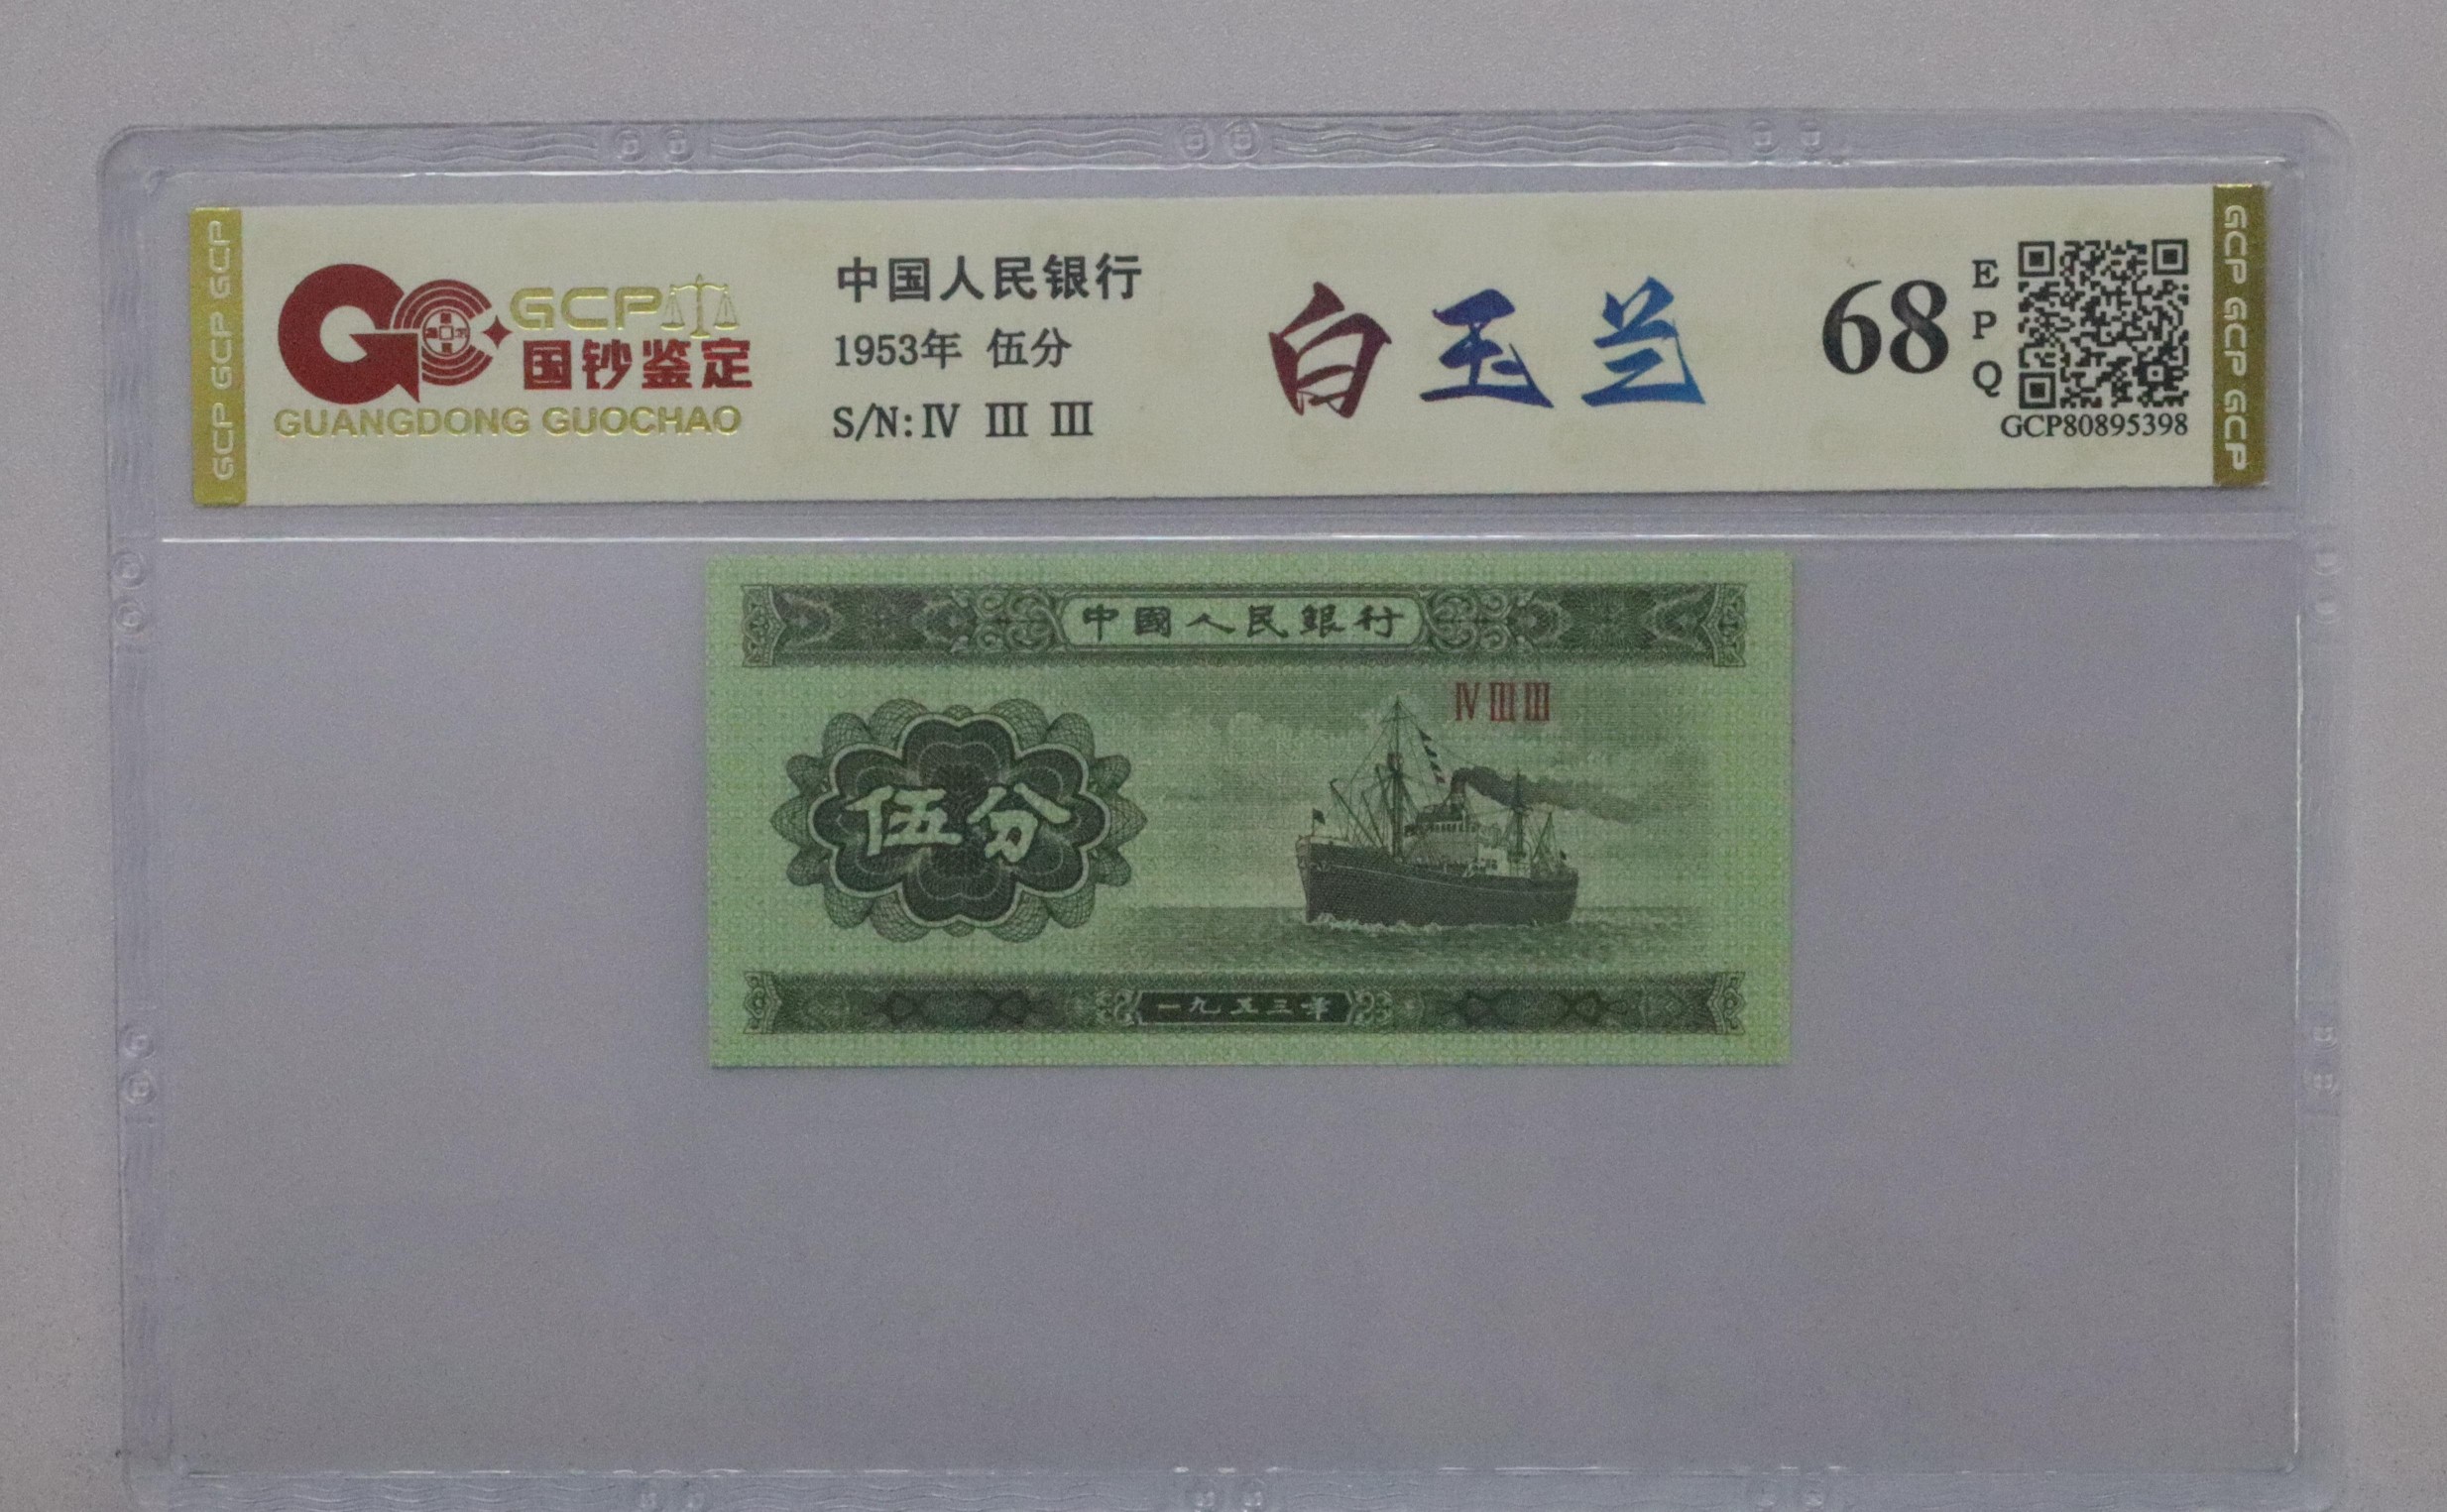 GCP GCP GCP
GCP
国钞鉴定
GUANGDONG GUOCHAO
中国人民银行
1953年 伍分
S/N: Ⅳ Ⅲ Ⅲ
白玉兰
68
EPQ
GCP80895398
GCP GCP GCP
中國人民銀行
Ⅳ Ⅲ Ⅲ
伍分
一九五三年